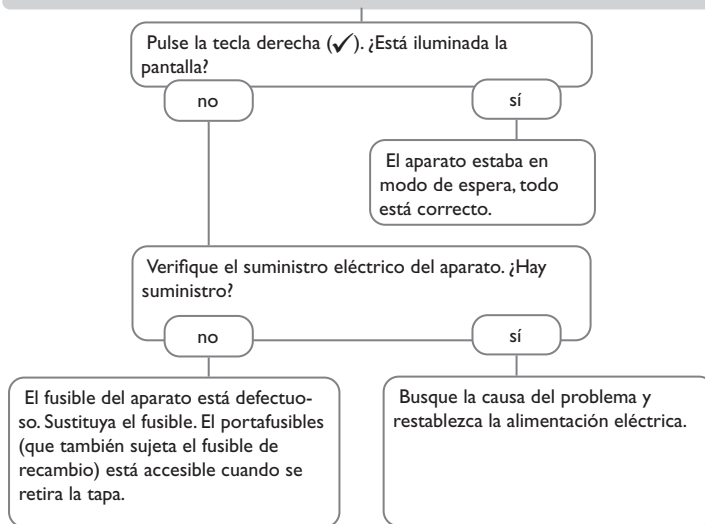 Pulse la tecla derecha (✓). ¿Está iluminada la
pantalla?
no
sí
El aparato estaba en
modo de espera, todo
está correcto.
Verifique el suministro eléctrico del aparato. ¿Hay
suministro?
no
sí
El fusible del aparato está defectuo-
so. Sustituya el fusible. El portafusibles
(que también sujeta el fusible de
recambio) está accesible cuando se
retira la tapa.
Busque la causa del problema y
restablezca la alimentación eléctrica.